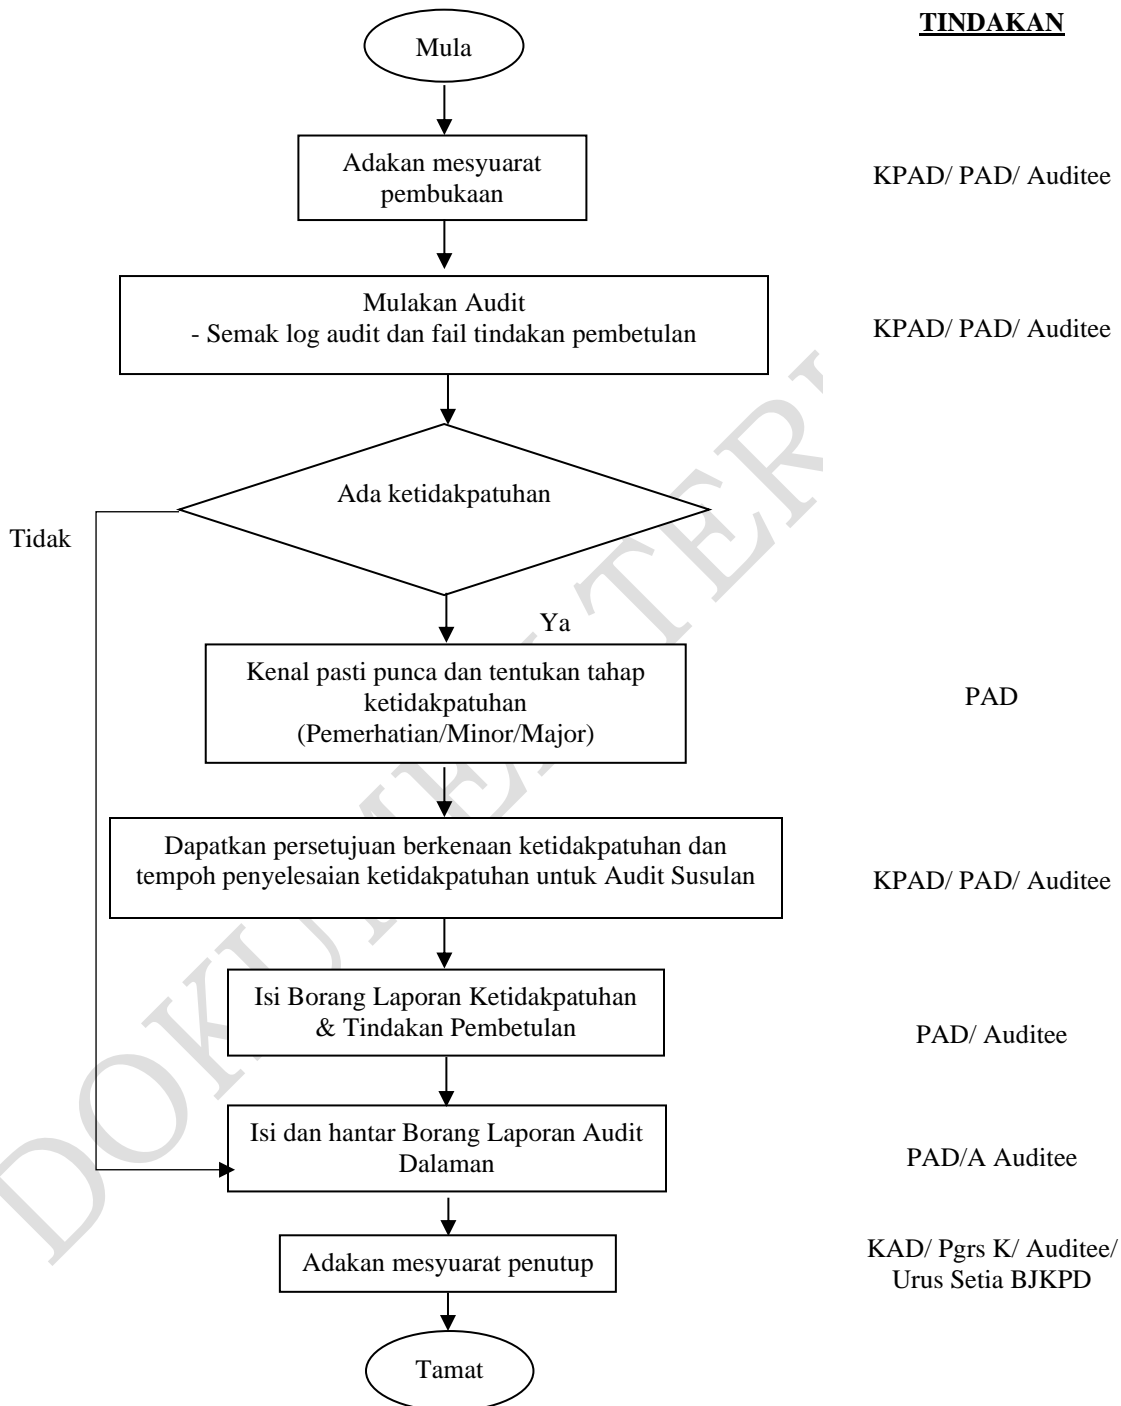 TINDAKAN
Mula
Adakan mesyuarat
pembukaan
KPAD/ PAD/ Auditee
Mulakan Audit
- Semak log audit dan fail tindakan pembetulan
KPAD/ PAD/ Auditee
Ada ketidakpatuhan
Tidak
Ya
Kenal pasti punca dan tentukan tahap
ketidakpatuhan
(Pemerhatian/Minor/Major)
PAD
Dapatkan persetujuan berkenaan ketidakpatuhan dan
tempoh penyelesaian ketidakpatuhan untuk Audit Susulan
KPAD/ PAD/ Auditee
Isi Borang Laporan Ketidakpatuhan
& Tindakan Pembetulan
PAD/ Auditee
Isi dan hantar Borang Laporan Audit
Dalaman
PAD/A Auditee
Adakan mesyuarat penutup
KAD/ Pgrs K/ Auditee/
Urus Setia BJKPD
Tamat